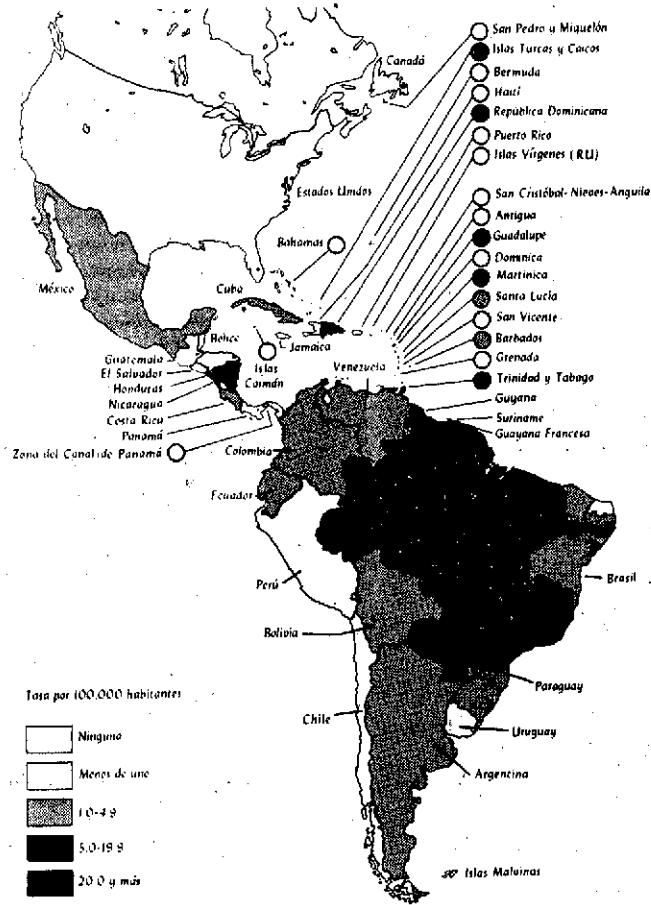 San Pedro y Miquelón
Islas Turcas y Caicos
Bermuda
Haití
República Dominicana
Puerto Rico
Islas Vírgenes (RU)
San Cristóbal-Nieves-Anguila
Antigua
Guadalupe
Dominica
Martinica
Santa Lucía
San Vicente
Barbados
Grenada
Trinidad y Tabago
Guyana
Suriname
Guayana Francesa
Canadá
Estados Unidos
Bahamas
México
Cuba
Belice
Jamaica
Islas
Caimán
Venezuela
Guatemala
El Salvador
Honduras
Nicaragua
Costa Rica
Panamá
Zona del Canal de Panamá
Colombia
Ecuador
Perú
Brasil
Bolivia
Paraguay
Chile
Uruguay
Argentina
Islas Malvinas
Tasa por 100,000 habitantes
Ninguna
Menos de uno
1.0-4.9
5.0-19.9
20.0 y más